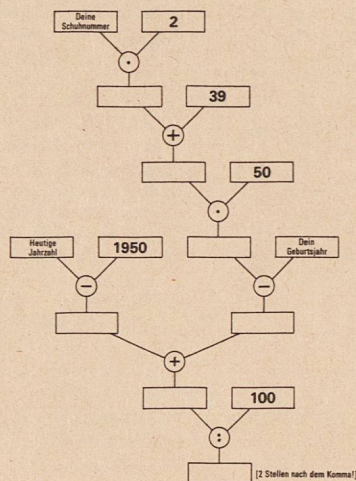 Deine
Schuhnummer
2
·
39
+
50
·
Heutige
Jahrzahl
1950
Dein
Geburtsjahr
−
−
+
100
:
[2 Stellen nach dem Komma!]